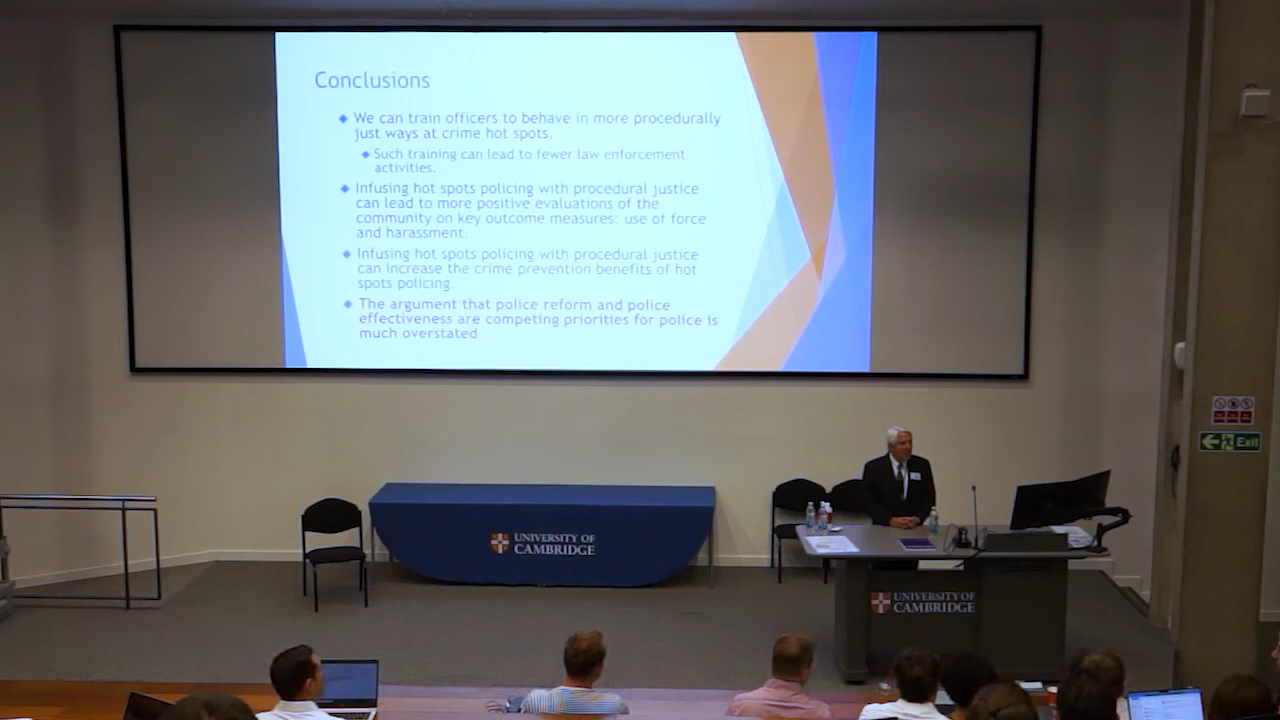 Conclusions
We can train officers to behave in more procedurally
just ways at crime hot spots.
Such training can lead to fewer law enforcement
activities.
Infusing hot spots policing with procedural justice
can lead to more positive evaluations of the
community on key outcome measures: use of force
and harassment.
Infusing hot spots policing with procedural justice
can increase the crime prevention benefits of hot
spots policing.
The argument that police reform and police
effectiveness are competing priorities for police is
much overstated
Exit
UNIVERSITY OF
CAMBRIDGE
UNIVERSITY OF
CAMBRIDGE